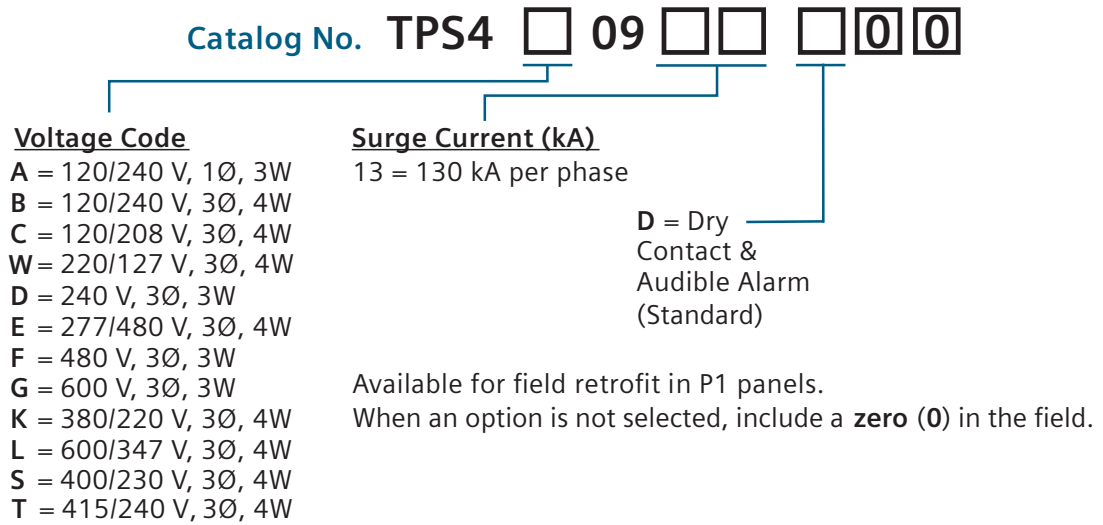 Catalog No. TPS4 □ 09 □□ □00
Voltage Code
A = 120/240 V, 1Ø, 3W
B = 120/240 V, 3Ø, 4W
C = 120/208 V, 3Ø, 4W
W = 220/127 V, 3Ø, 4W
D = 240 V, 3Ø, 3W
E = 277/480 V, 3Ø, 4W
F = 480 V, 3Ø, 3W
G = 600 V, 3Ø, 3W
K = 380/220 V, 3Ø, 4W
L = 600/347 V, 3Ø, 4W
S = 400/230 V, 3Ø, 4W
T = 415/240 V, 3Ø, 4W
Surge Current (kA)
13 = 130 kA per phase
D = Dry
Contact &
Audible Alarm
(Standard)
Available for field retrofit in P1 panels.
When an option is not selected, include a zero (0) in the field.